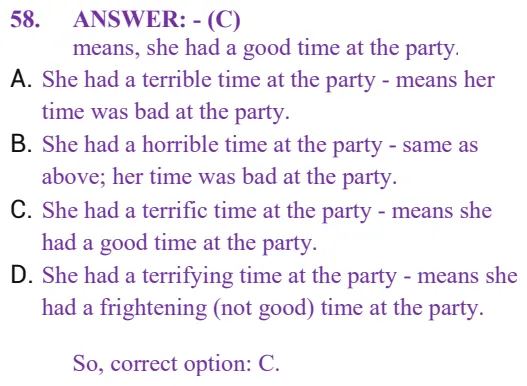 58. ANSWER: - (C)
means, she had a good time at the party.
A. She had a terrible time at the party - means her
time was bad at the party.
B. She had a horrible time at the party - same as
above; her time was bad at the party.
C. She had a terrific time at the party - means she
had a good time at the party.
D. She had a terrifying time at the party - means she
had a frightening (not good) time at the party.
So, correct option: C.